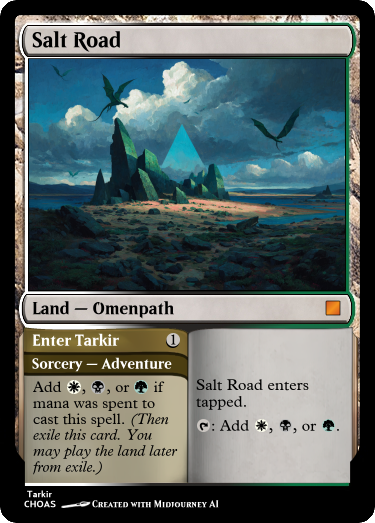 Salt Road
Land — Omenpath
Enter Tarkir 1
Sorcery — Adventure
Add , , or if
mana was spent to
cast this spell. (Then
exile this card. You
may play the land later
from exile.)
Salt Road enters
tapped.
: Add , , or .
Tarkir
CHOAS Created with Midjourney AI